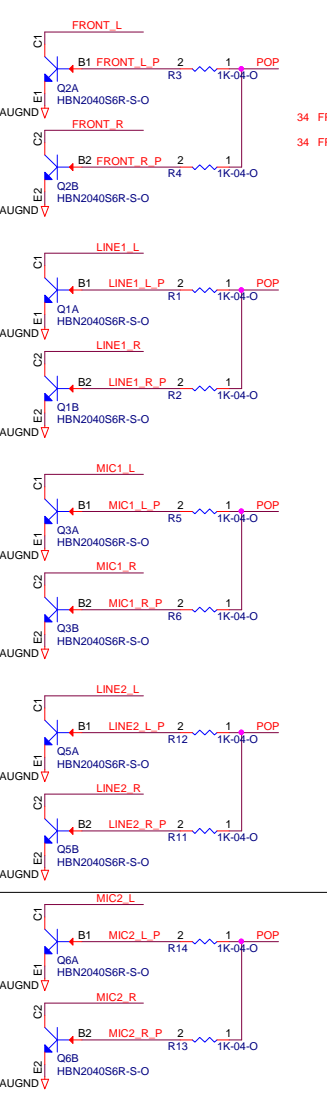 FRONT_L
C1
B1 FRONT_L_P 2 1 POP
R3 1K-04-O
E1 Q2A
HBN2040S6R-S-O
AUGND
34 F
C2 FRONT_R
34 F
B2 FRONT_R_P 2 1
R4 1K-04-O
E2 Q2B
HBN2040S6R-S-O
AUGND
LINE1_L
C1
B1 LINE1_L_P 2 1 POP
R1 1K-04-O
E1 Q1A
HBN2040S6R-S-O
AUGND
C2 LINE1_R
B2 LINE1_R_P 2 1
R2 1K-04-O
E2 Q1B
HBN2040S6R-S-O
AUGND
MIC1_L
C1
B1 MIC1_L_P 2 1 POP
R5 1K-04-O
E1 Q3A
HBN2040S6R-S-O
AUGND
C2 MIC1_R
B2 MIC1_R_P 2 1
R6 1K-04-O
E2 Q3B
HBN2040S6R-S-O
AUGND
LINE2_L
C1
B1 LINE2_L_P 2 1 POP
R12 1K-04-O
E1 Q5A
HBN2040S6R-S-O
AUGND
C2 LINE2_R
B2 LINE2_R_P 2 1
R11 1K-04-O
E2 Q5B
HBN2040S6R-S-O
AUGND
MIC2_L
C1
B1 MIC2_L_P 2 1 POP
R14 1K-04-O
E1 Q6A
HBN2040S6R-S-O
AUGND
C2 MIC2_R
B2 MIC2_R_P 2 1
R13 1K-04-O
E2 Q6B
HBN2040S6R-S-O
AUGND